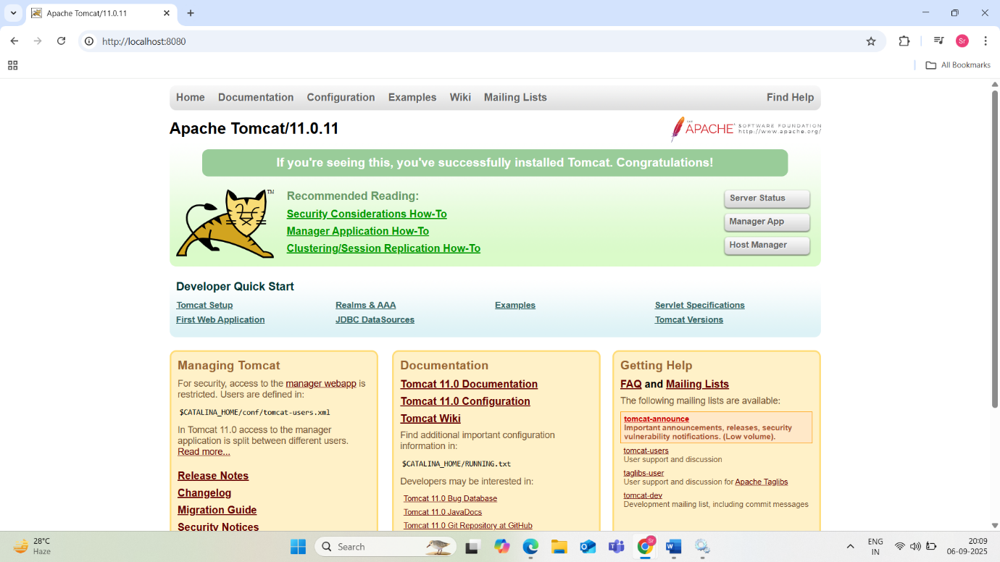 Apache Tomcat/11.0.11
http://localhost:8080
Sr
All Bookmarks
Home Documentation Configuration Examples Wiki Mailing Lists Find Help
Apache Tomcat/11.0.11
THE
APACHE SOFTWARE FOUNDATION
http://www.apache.org/
If you're seeing this, you've successfully installed Tomcat. Congratulations!
TM
Recommended Reading:
Security Considerations How-To
Manager Application How-To
Clustering/Session Replication How-To
Server Status
Manager App
Host Manager
Developer Quick Start
Tomcat Setup Realms & AAA Examples Servlet Specifications
First Web Application JDBC DataSources Tomcat Versions
Managing Tomcat
For security, access to the manager webapp is
restricted. Users are defined in:
$CATALINA_HOME/conf/tomcat-users.xml
In Tomcat 11.0 access to the manager
application is split between different users.
Read more...
Release Notes
Changelog
Migration Guide
Security Notices
Documentation
Tomcat 11.0 Documentation
Tomcat 11.0 Configuration
Tomcat Wiki
Find additional important configuration
information in:
$CATALINA_HOME/RUNNING.txt
Developers may be interested in:
Tomcat 11.0 Bug Database
Tomcat 11.0 JavaDocs
Tomcat 11.0 Git Repository at GitHub
Getting Help
FAQ and Mailing Lists
The following mailing lists are available:
tomcat-announce
Important announcements, releases, security
vulnerability notifications. (Low volume).
tomcat-users
User support and discussion
taglibs-user
User support and discussion for Apache Taglibs
tomcat-dev
Development mailing list, including commit messages
28°C
Haze
Search
Sr
ENG
IN
20:09
06-09-2025